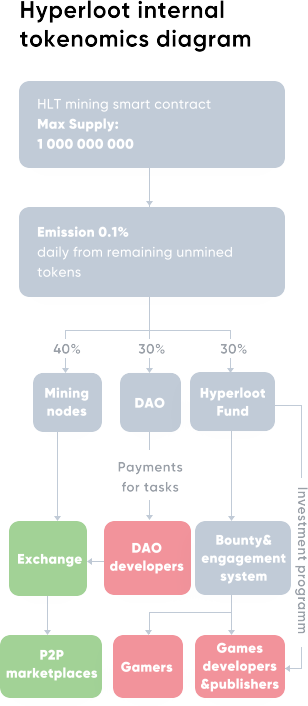 Hyperloot internal
tokenomics diagram
HLT mining smart contract
Max Supply:
1 000 000 000
Emission 0.1%
daily from remaining unmined
tokens
40%
30%
30%
Mining
nodes
DAO
Hyperloot
Fund
Payments
for tasks
Investment programm
Exchange
DAO
developers
Bounty&
engagement
system
P2P
marketplaces
Gamers
Games
developers
&publishers